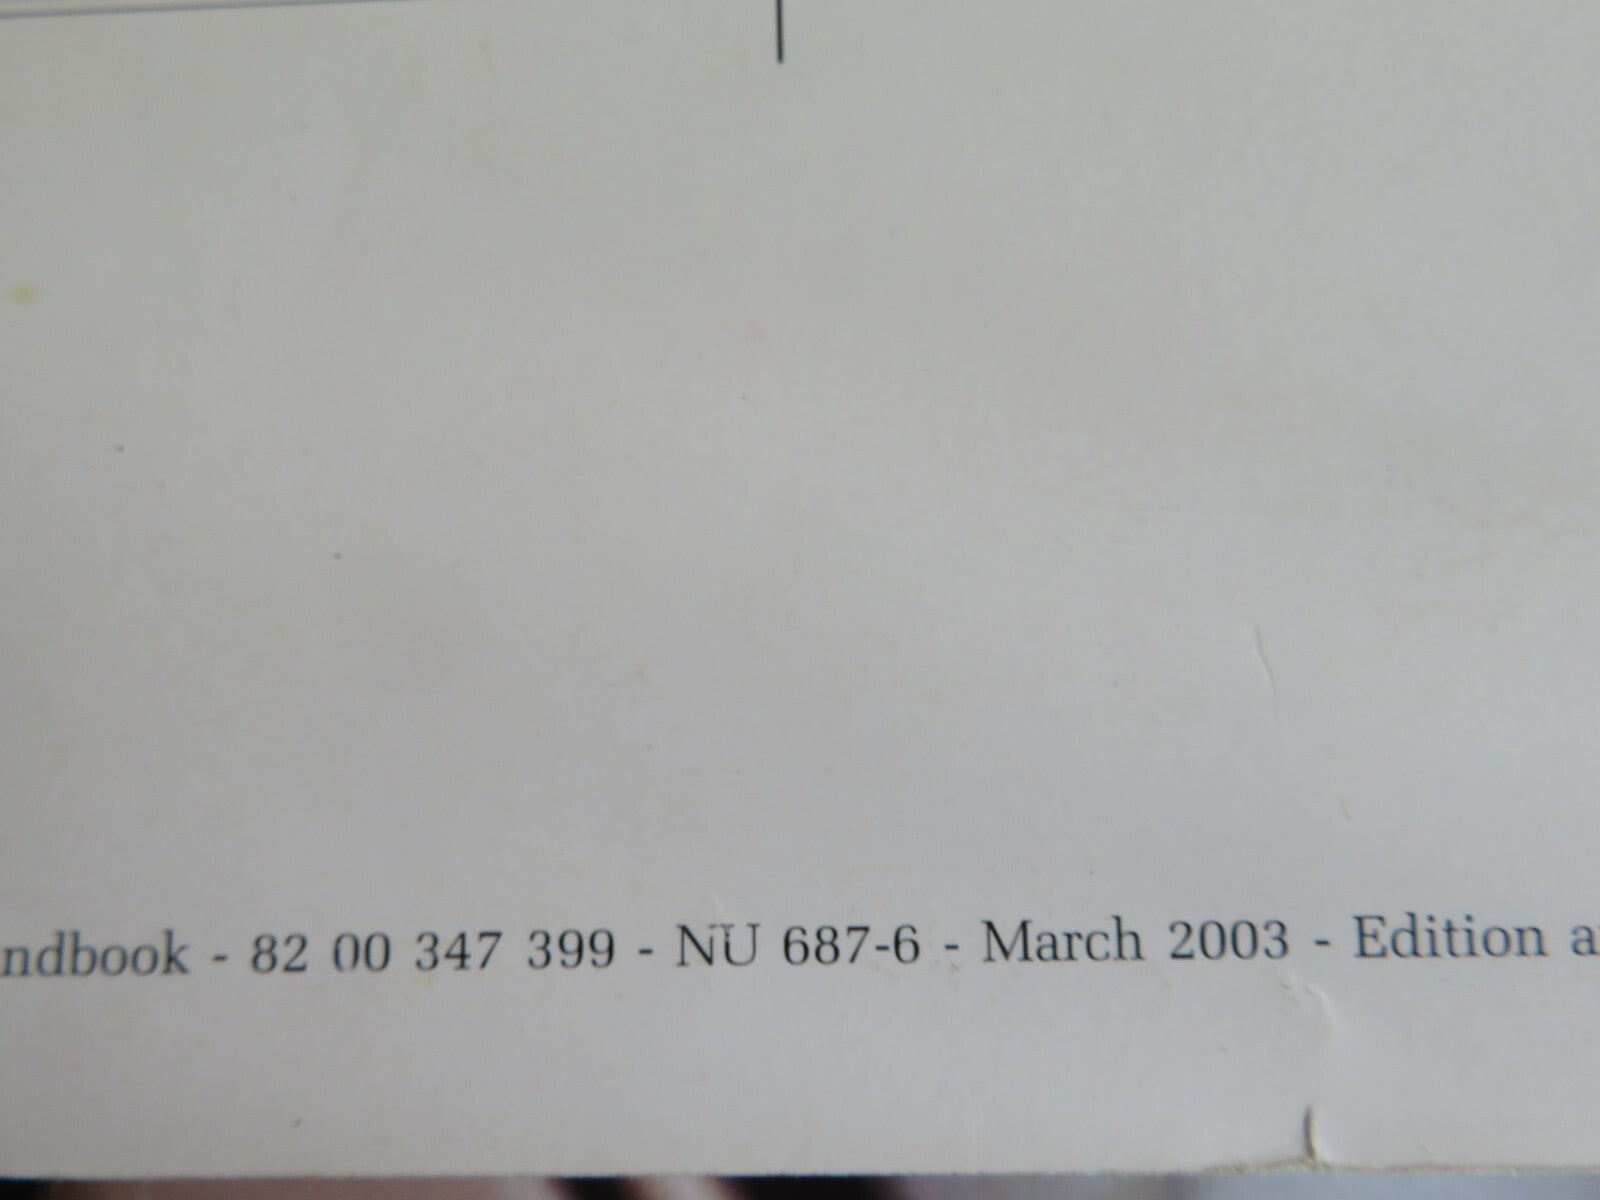 ndbook - 82 00 347 399 - NU 687-6 - March 2003 - Edition a